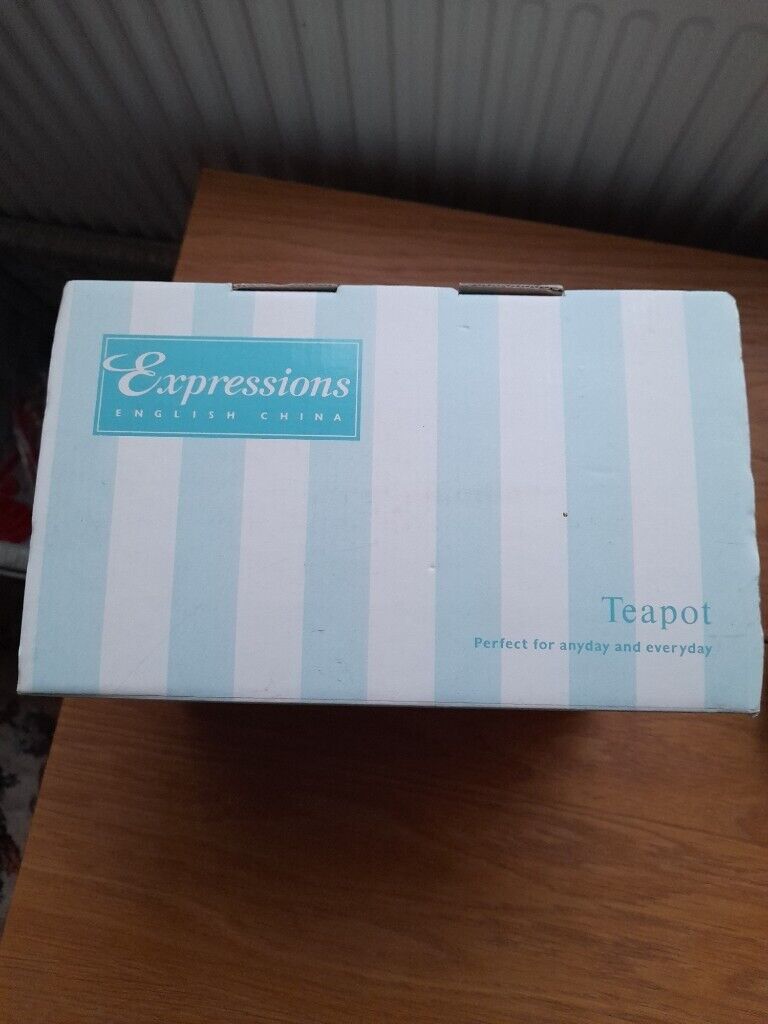 Expressions
ENGLISH CHINA
Teapot
Perfect for anyday and everyday